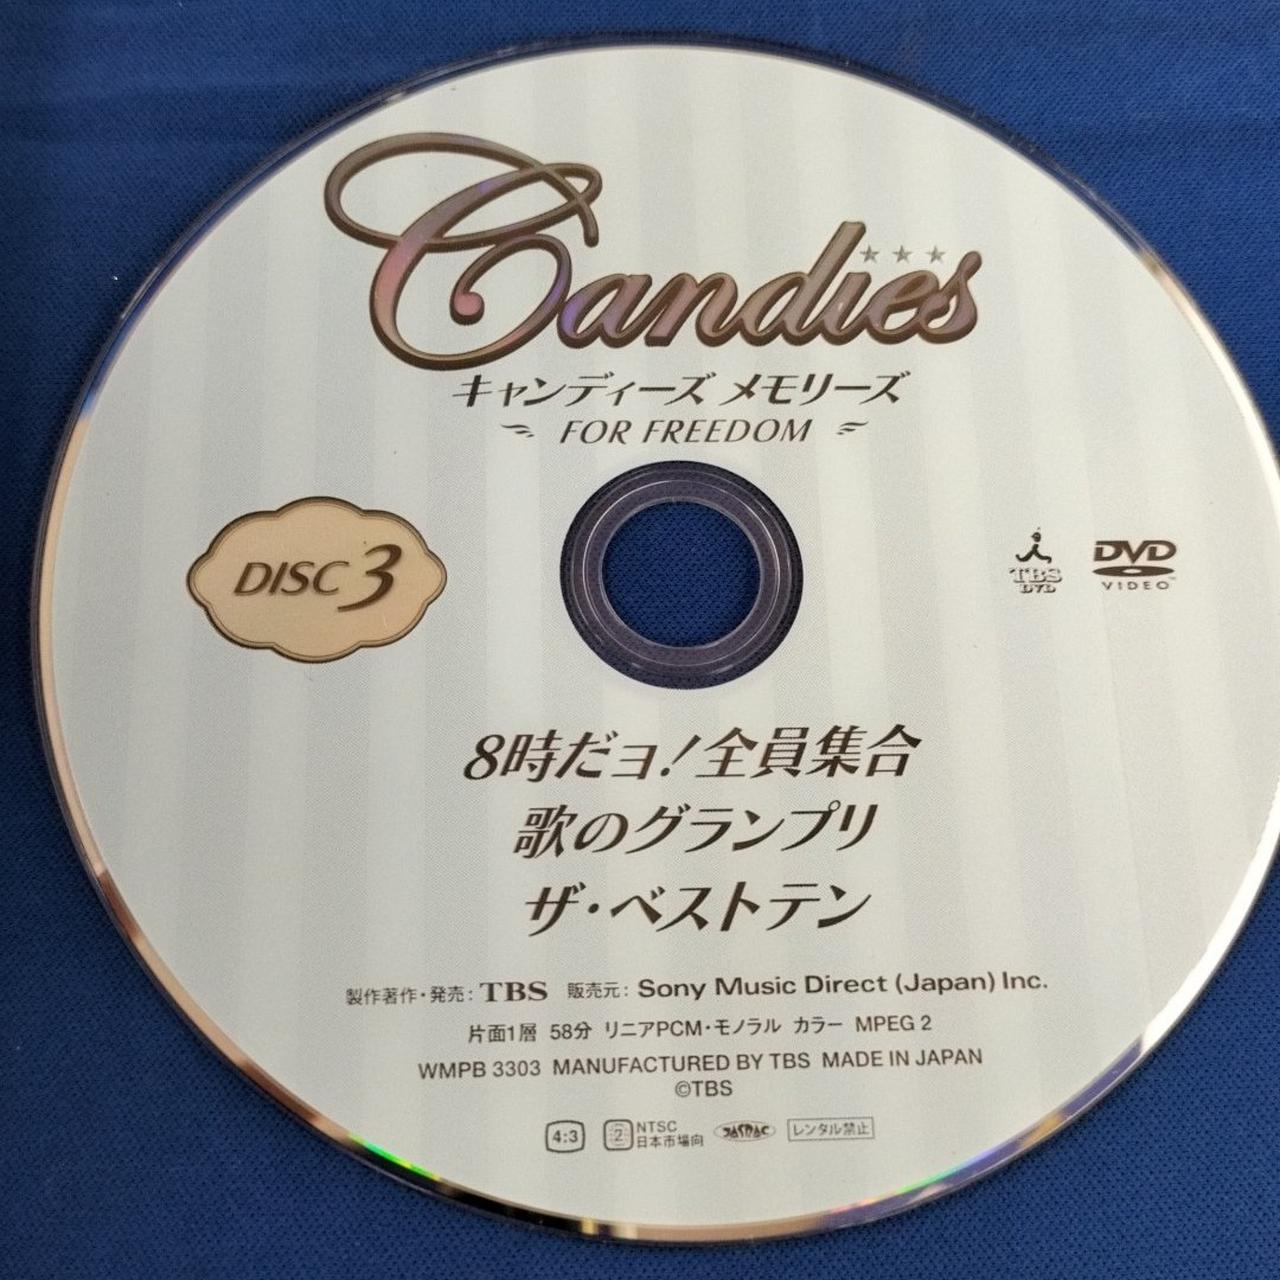 Candies
キャンディーズ メモリーズ
FOR FREEDOM
DISC 3
TBS
DVD
DVD
VIDEO™
8時だョ!全員集合
歌のグランプリ
ザ・ベストテン
製作著作・発売: TBS 販売元: Sony Music Direct (Japan) Inc.
片面1層 58分 リニアPCM・モノラル カラー MPEG 2
WMPB 3303 MANUFACTURED BY TBS MADE IN JAPAN
©TBS
4:3 2 NTSC
日本市場向 JASRAC レンタル禁止